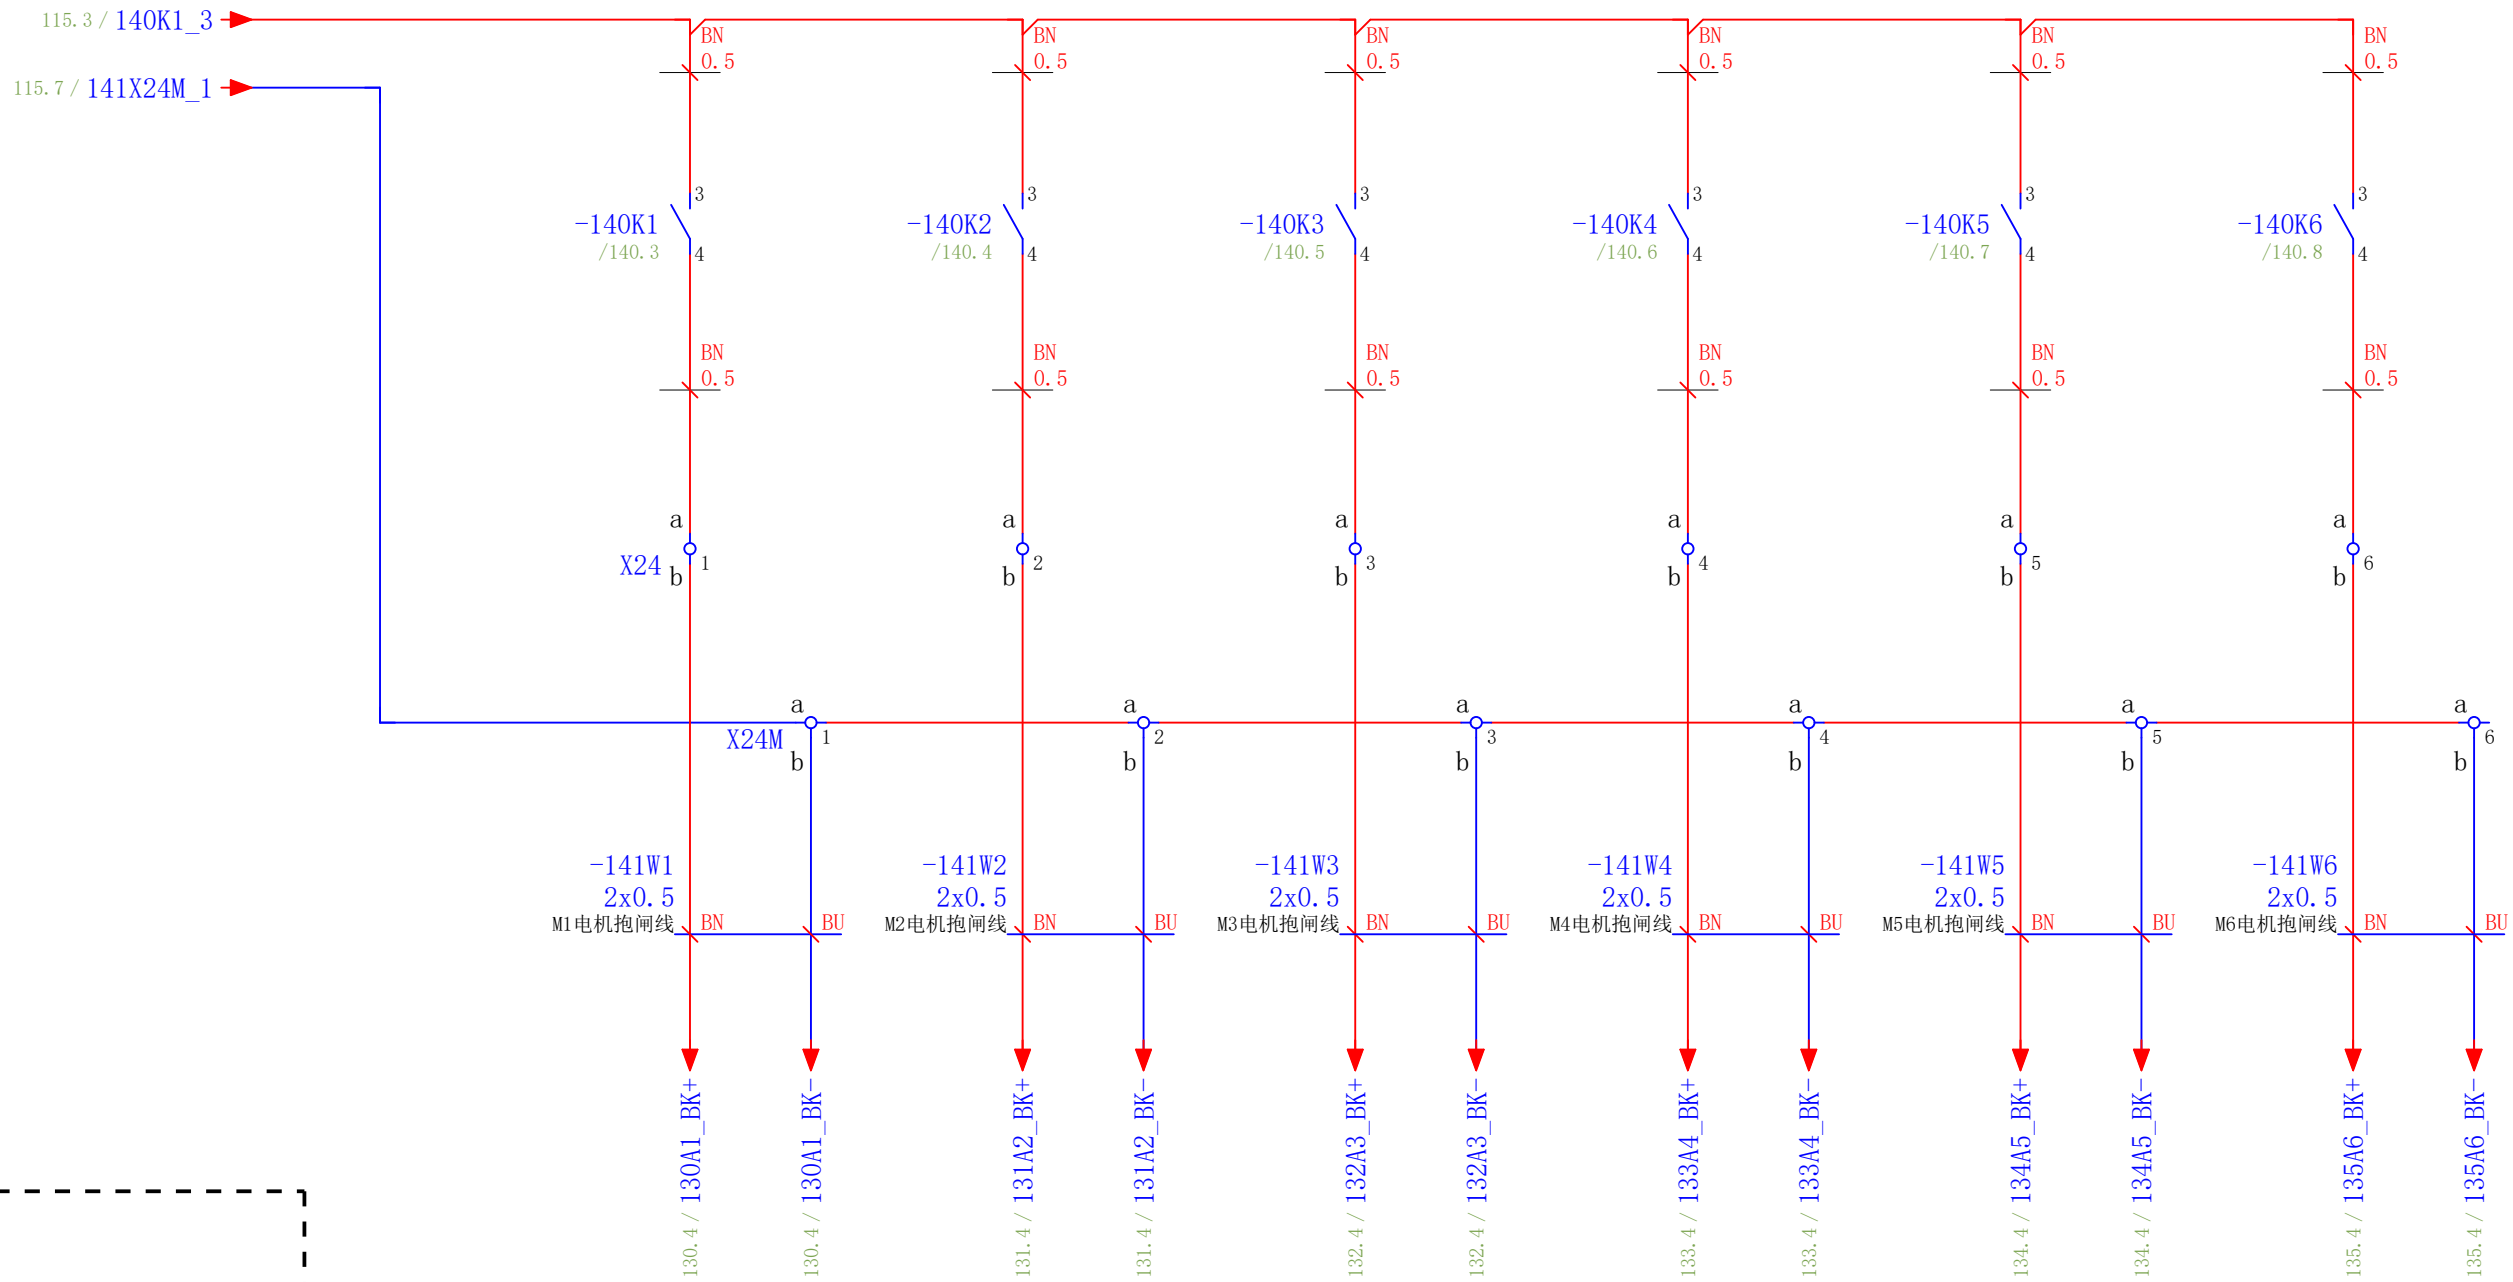 115.3 / 140K1_3
115.7 / 141X24M_1
BN
0.5
BN
0.5
BN
0.5
BN
0.5
BN
0.5
BN
0.5
-140K1
/140.3
3
4
-140K2
/140.4
3
4
-140K3
/140.5
3
4
-140K4
/140.6
3
4
-140K5
/140.7
3
4
-140K6
/140.8
3
4
BN
0.5
BN
0.5
BN
0.5
BN
0.5
BN
0.5
BN
0.5
X24
a
b
1
a
b
2
a
b
3
a
b
4
a
b
5
a
b
6
X24M
a
b
1
a
b
2
a
b
3
a
b
4
a
b
5
a
b
6
-141W1
2x0.5
M1电机抱闸线
BN
BU
-141W2
2x0.5
M2电机抱闸线
BN
BU
-141W3
2x0.5
M3电机抱闸线
BN
BU
-141W4
2x0.5
M4电机抱闸线
BN
BU
-141W5
2x0.5
M5电机抱闸线
BN
BU
-141W6
2x0.5
M6电机抱闸线
BN
BU
130.4 / 130A1_BK+
130.4 / 130A1_BK-
131.4 / 131A2_BK+
131.4 / 131A2_BK-
132.4 / 132A3_BK+
132.4 / 132A3_BK-
133.4 / 133A4_BK+
133.4 / 133A4_BK-
134.4 / 134A5_BK+
134.4 / 134A5_BK-
135.4 / 135A6_BK+
135.4 / 135A6_BK-